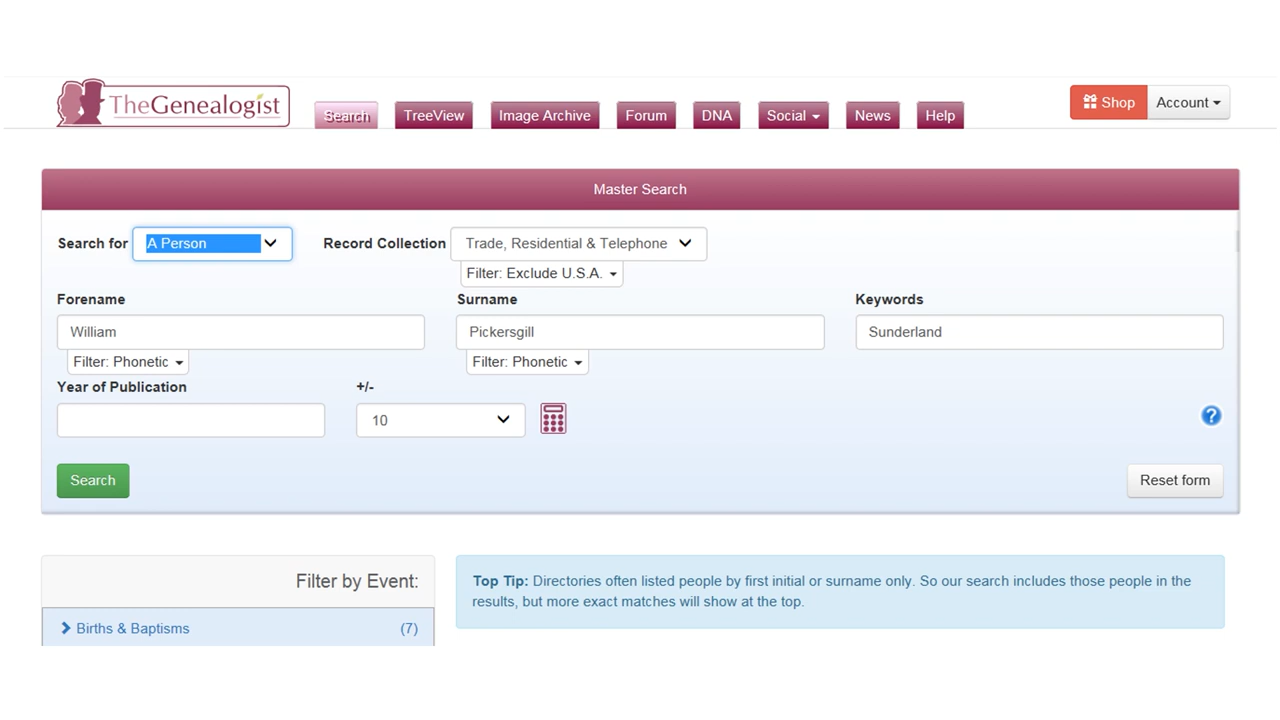 TheGenealogist
Search TreeView Image Archive Forum DNA Social News Help
Shop Account
Master Search
Search for A Person Record Collection Trade, Residential & Telephone
Filter: Exclude U.S.A.
Forename Surname Keywords
William Pickersgill Sunderland
Filter: Phonetic Filter: Phonetic
Year of Publication +/-
10 ?
Search Reset form
Filter by Event:
Top Tip: Directories often listed people by first initial or surname only. So our search includes those people in the
results, but more exact matches will show at the top.
Births & Baptisms (7)